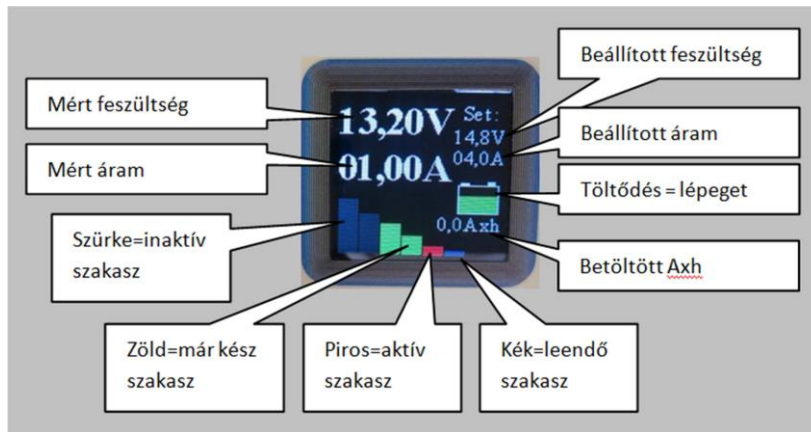 Mért feszültség
Mért áram
Szürke=inaktív
szakasz
Zöld=már kész
szakasz
Piros=aktív
szakasz
Kék=leendő
szakasz
Beállított feszültség
Beállított áram
Töltődés = lépeget
Betöltött Axh
13,20V
Set:
14,8V
01,00A
04,0A
0,0Axh